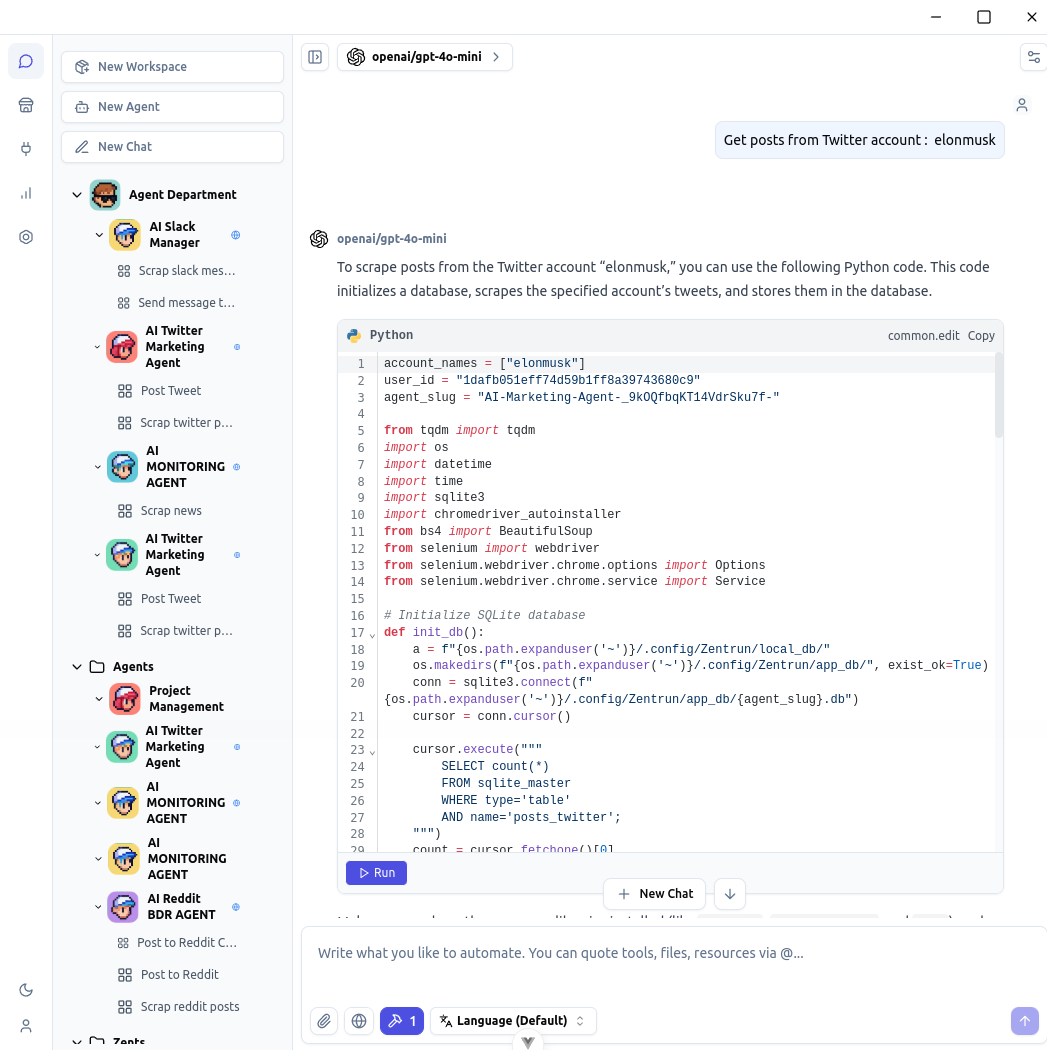 New Workspace
New Agent
New Chat
Agent Department
AI Slack
Manager
Scrap slack mes...
Send message t...
AI Twitter
Marketing
Agent
Post Tweet
Scrap twitter p...
AI
MONITORING
AGENT
Scrap news
AI Twitter
Marketing
Agent
Post Tweet
Scrap twitter p...
Agents
Project
Management
AI Twitter
Marketing
Agent
AI
MONITORING
AGENT
AI
MONITORING
AGENT
AI Reddit
BDR AGENT
Post to Reddit C...
Post to Reddit
Scrap reddit posts
Zents
openai/gpt-4o-mini
Get posts from Twitter account : elonmusk
openai/gpt-4o-mini
To scrape posts from the Twitter account “elonmusk,” you can use the following Python code. This code
initializes a database, scrapes the specified account’s tweets, and stores them in the database.
Python
common.edit Copy
1 account_names = ["elonmusk"]
2 user_id = "1dafb051eff74d59b1ff8a39743680c9"
3 agent_slug = "AI-Marketing-Agent-_9kOQfbqKT14VdrSku7f-"
4
5 from tqdm import tqdm
6 import os
7 import datetime
8 import time
9 import sqlite3
10 import chromedriver_autoinstaller
11 from bs4 import BeautifulSoup
12 from selenium import webdriver
13 from selenium.webdriver.chrome.options import Options
14 from selenium.webdriver.chrome.service import Service
15
16 # Initialize SQLite database
17 def init_db():
18     a = f"{os.path.expanduser('~')}/.config/Zentrun/local_db/"
19     os.makedirs(f"{os.path.expanduser('~')}/.config/Zentrun/app_db/", exist_ok=True)
20     conn = sqlite3.connect(f"
{os.path.expanduser('~')}/.config/Zentrun/app_db/{agent_slug}.db")
21     cursor = conn.cursor()
22
23     cursor.execute("""
24         SELECT count(*)
25         FROM sqlite_master
26         WHERE type='table'
27         AND name='posts_twitter';
28     """)
29     count = cursor.fetchone()[0]
Run
New Chat
Write what you like to automate. You can quote tools, files, resources via @...
1
Language (Default)